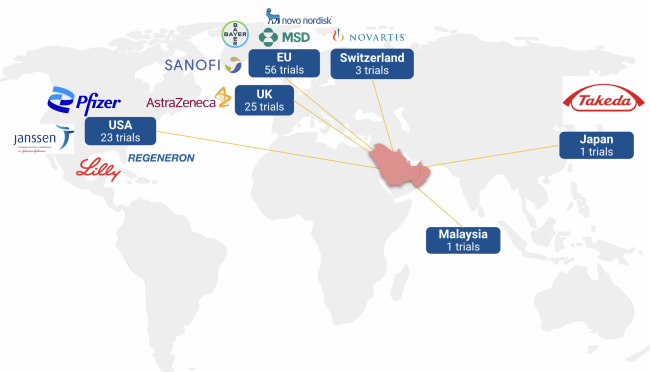 novo nordisk
BAYER
BAYER
MSD
NOVARTIS
SANOFI
EU
56 trials
Switzerland
3 trials
Pfizer
AstraZeneca
UK
25 trials
Takeda
USA
23 trials
janssen
REGENERON
Lilly
Japan
1 trials
Malaysia
1 trials